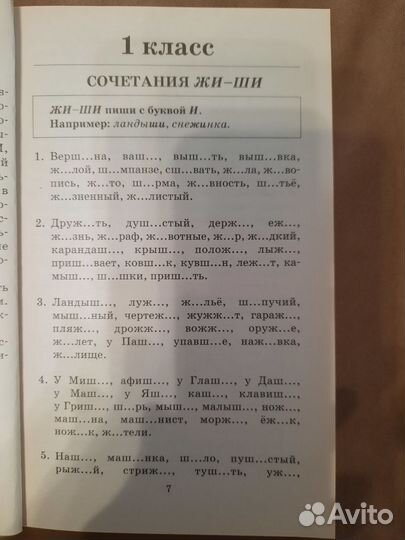 1 класс
СОЧЕТАНИЯ ЖИ–ШИ
ЖИ–ШИ пиши с буквой И.
Например: ландыши, снежинка.
1. Верш...на, ваш..., выш...ть, выш...вка,
ж...лой, ш...мпанзе, сш...вать, ж...ла, ж...во-
пись, ж...то, ш...рма, ж...вность, ш...тьё,
ж...зненный, ж...листый.
2. Друж...ть, душ...стый, держ..., еж...,
ж...знь, ж...раф, ж...вотные, ж...р, ж...дкий,
карандаш..., крыш..., полож..., лыж...,
приш...вает, ковш...к, кувш...н, леж...т, ка-
мыш..., ш...шки, приш...ть.
3. Ландыш..., луж..., ж...льё, ш...пучий,
мыш...ный, чертеж..., жужж...т, гараж...,
пляж..., дрожж..., вожж..., оруж...е,
ж...лет, у Паш..., упавш...е, наж...вка,
ж...лище.
4. У Миш..., афиш..., у Глаш..., у Даш...,
у Маш..., у Яш..., каш..., клавиш...,
у Гриш..., ш...рь, мыш..., малыш..., нож...,
маш...на, маш...нист, морж..., ёж...к,
нож...к, ж...тели.
5. Наш..., маш...нка, ш...ло, пуш...стый,
рыж...й, стриж..., туш...ть, уж...,
7
Avito